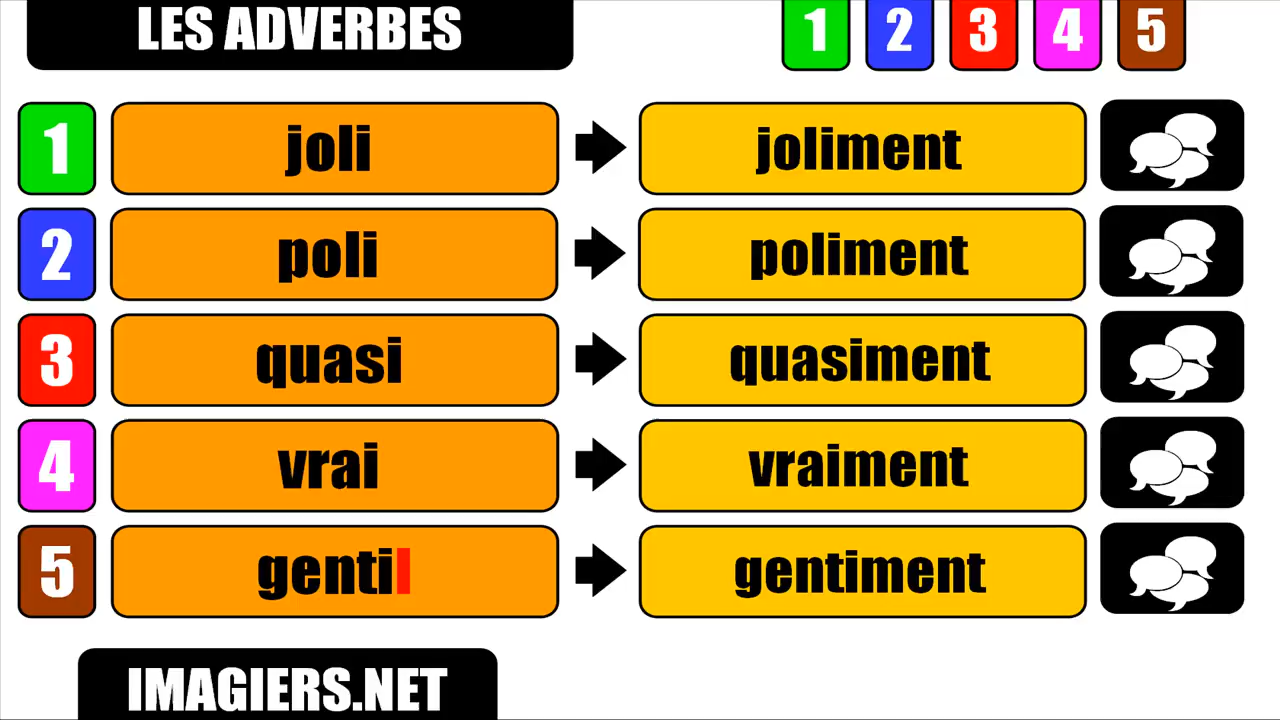 LES ADVERBES
1 2 3 4 5
1 joli joliment
2 poli poliment
3 quasi quasiment
4 vrai vraiment
5 gentil gentiment
IMAGIERS.NET